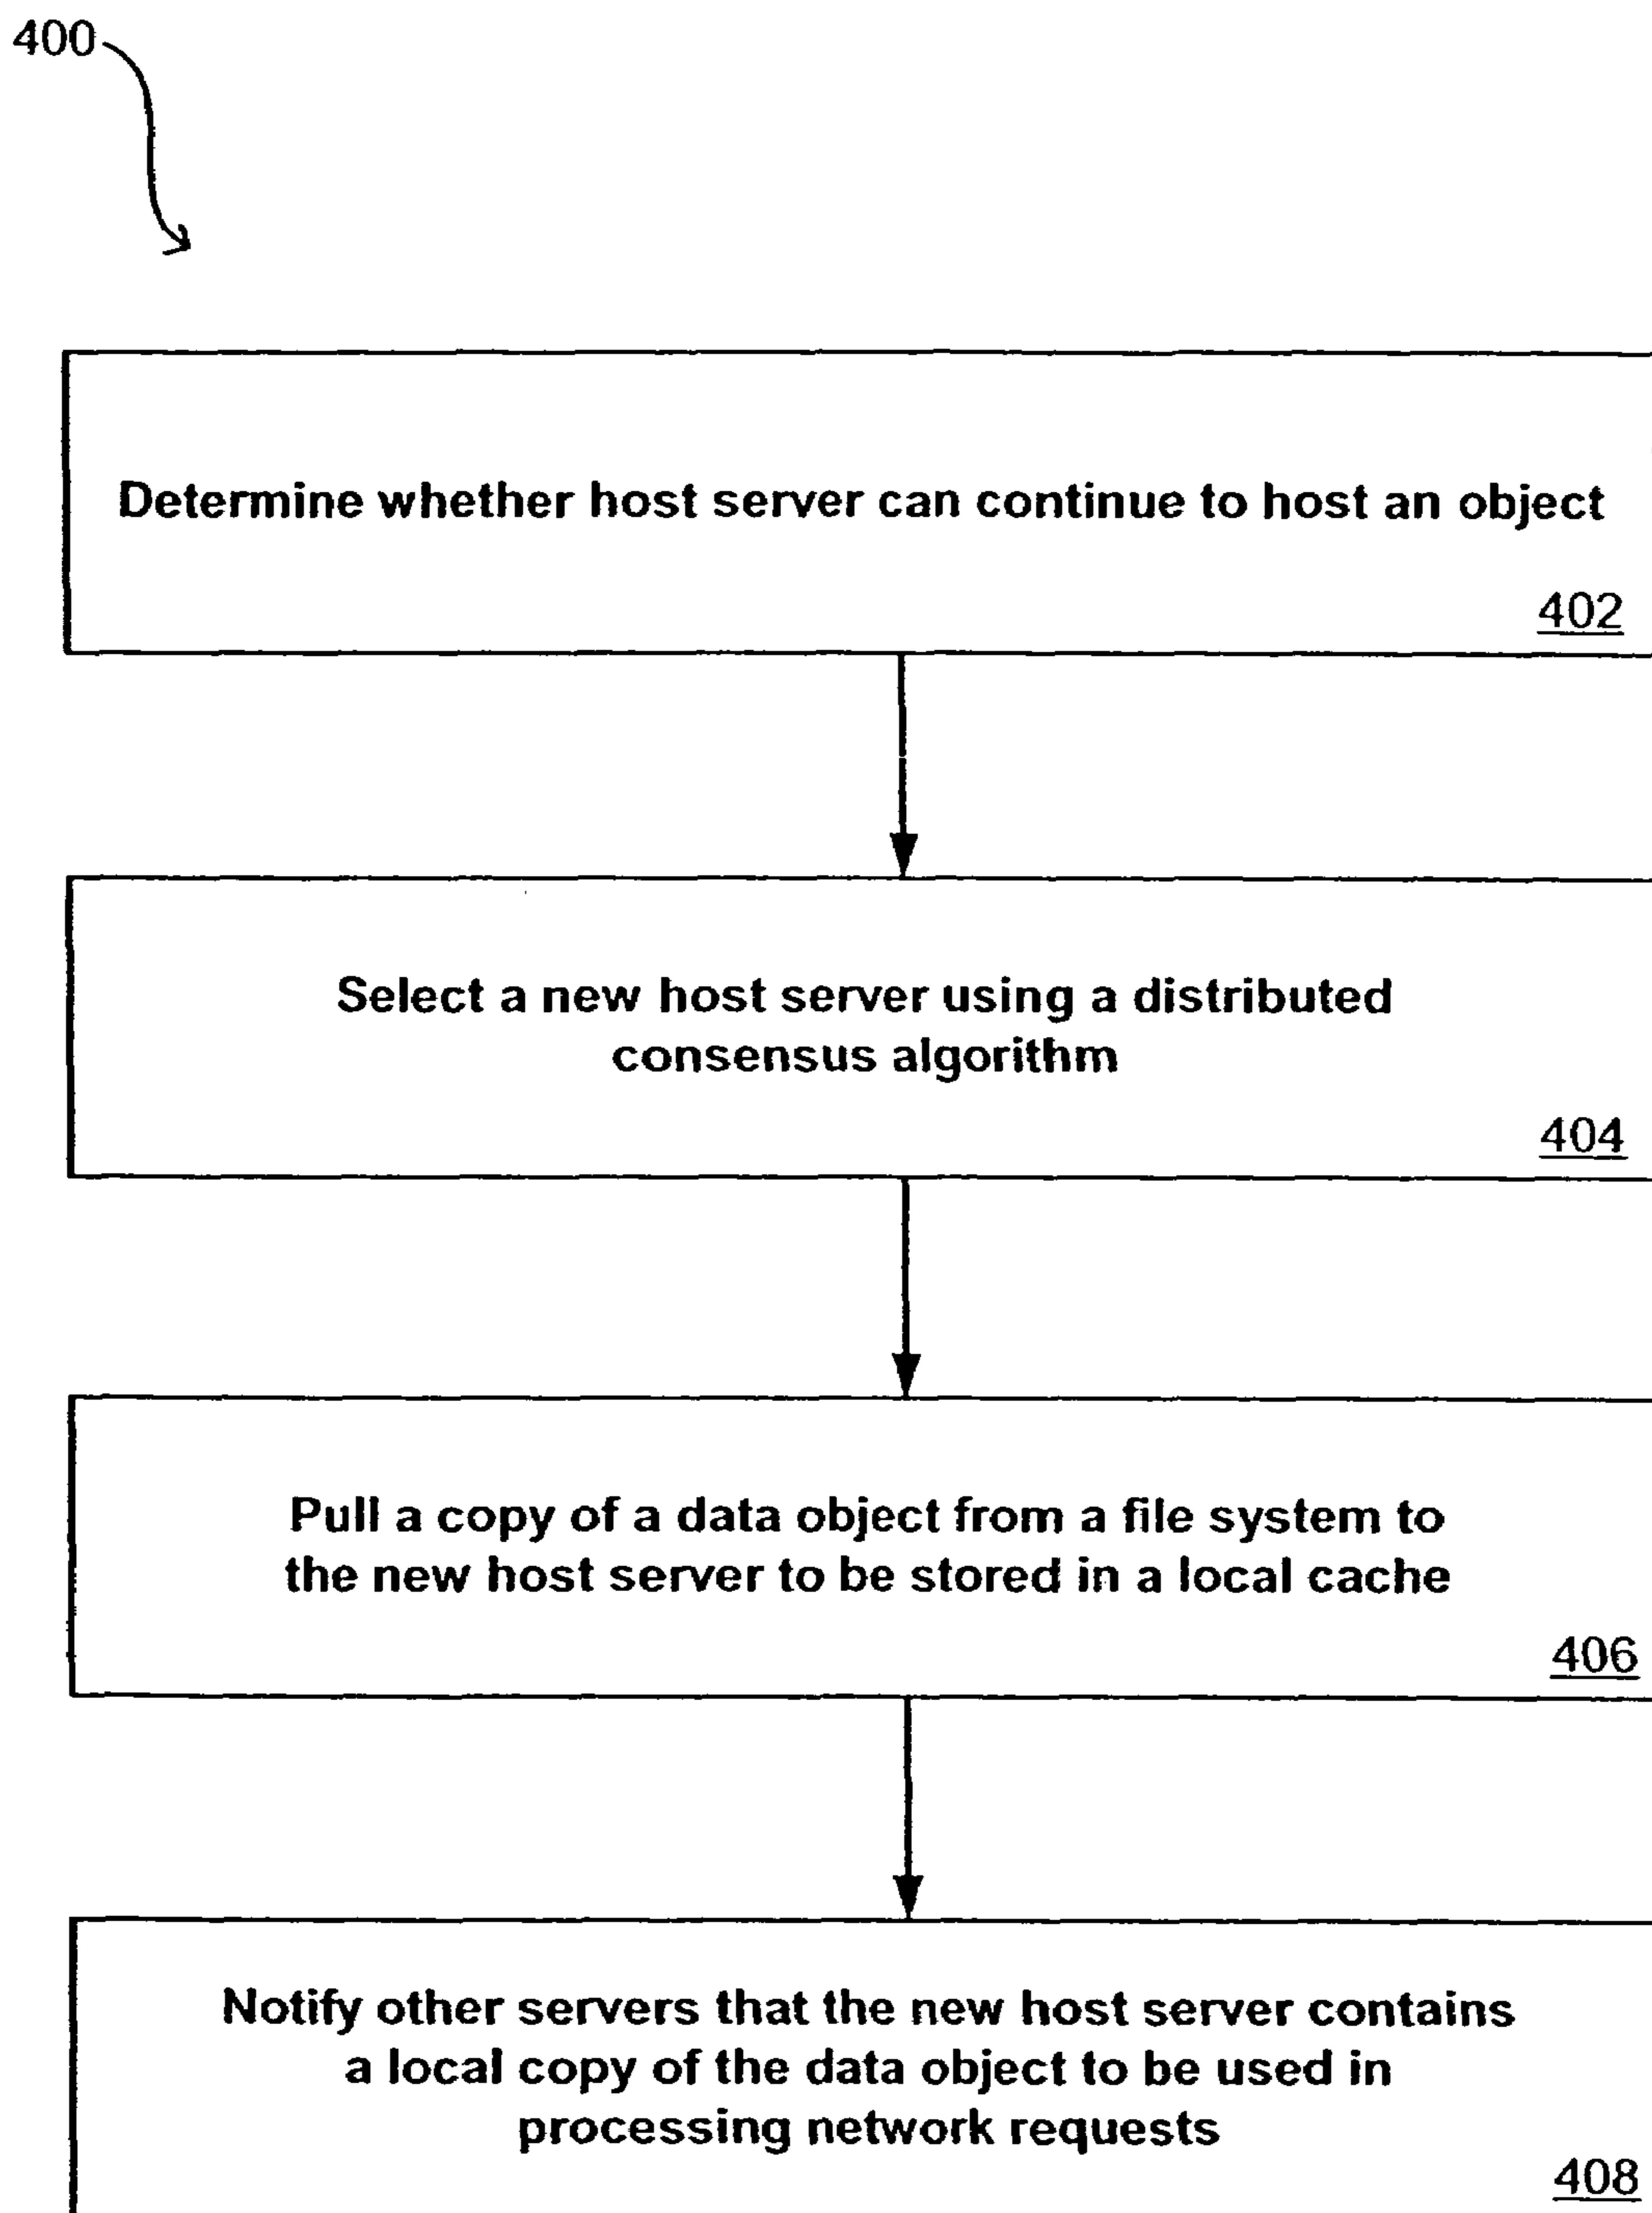 400
Determine whether host server can continue to host an object
402
Select a new host server using a distributed
consensus algorithm
404
Pull a copy of a data object from a file system to
the new host server to be stored in a local cache
406
Notify other servers that the new host server contains
a local copy of the data object to be used in
processing network requests
408